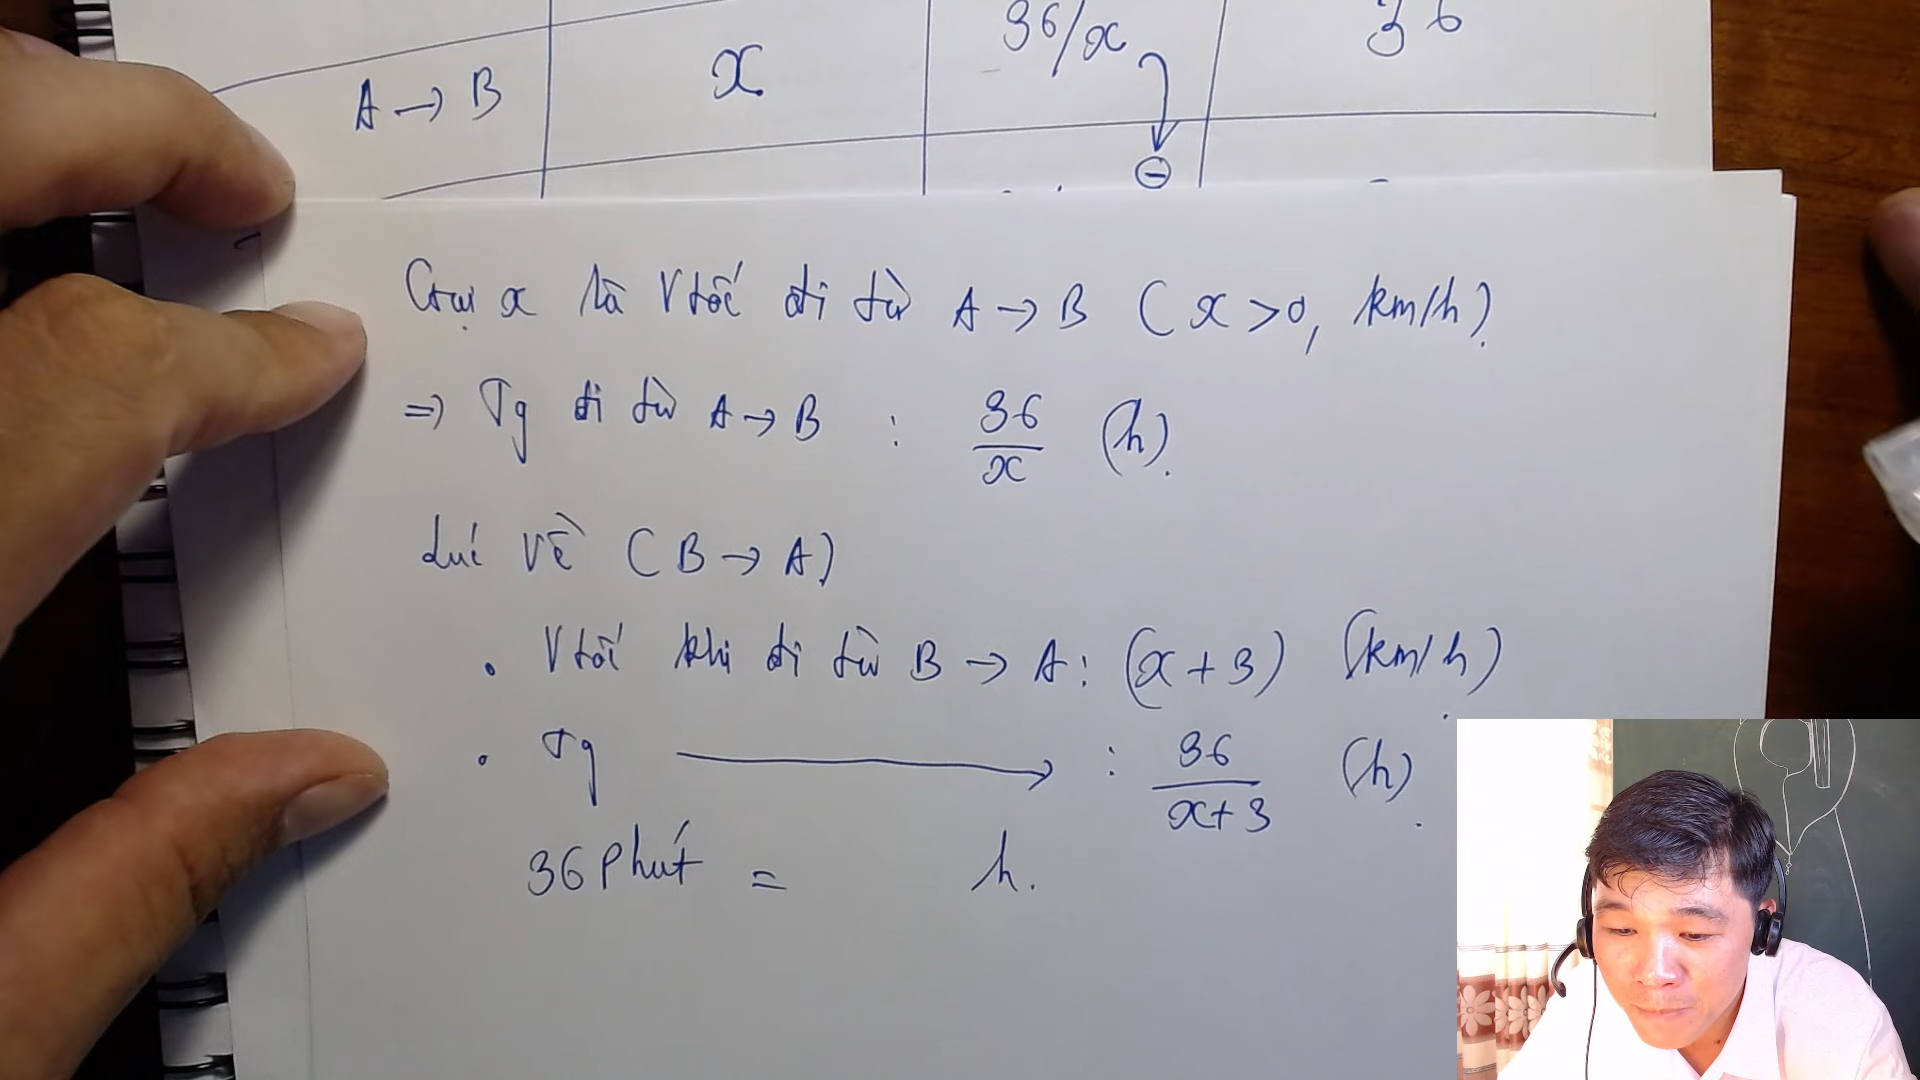 A → B x 36/x 36
⊖
Gọi x là Vtốc đi từ A → B (x > 0, km/h).
=> Tg đi từ A → B : 36/x (h).
Lúc Về (B → A)
• Vtốc khi đi từ B → A : (x + 3) (km/h).
• Tg ⟶ : 36/x+3 (h).
36 Phút = h.